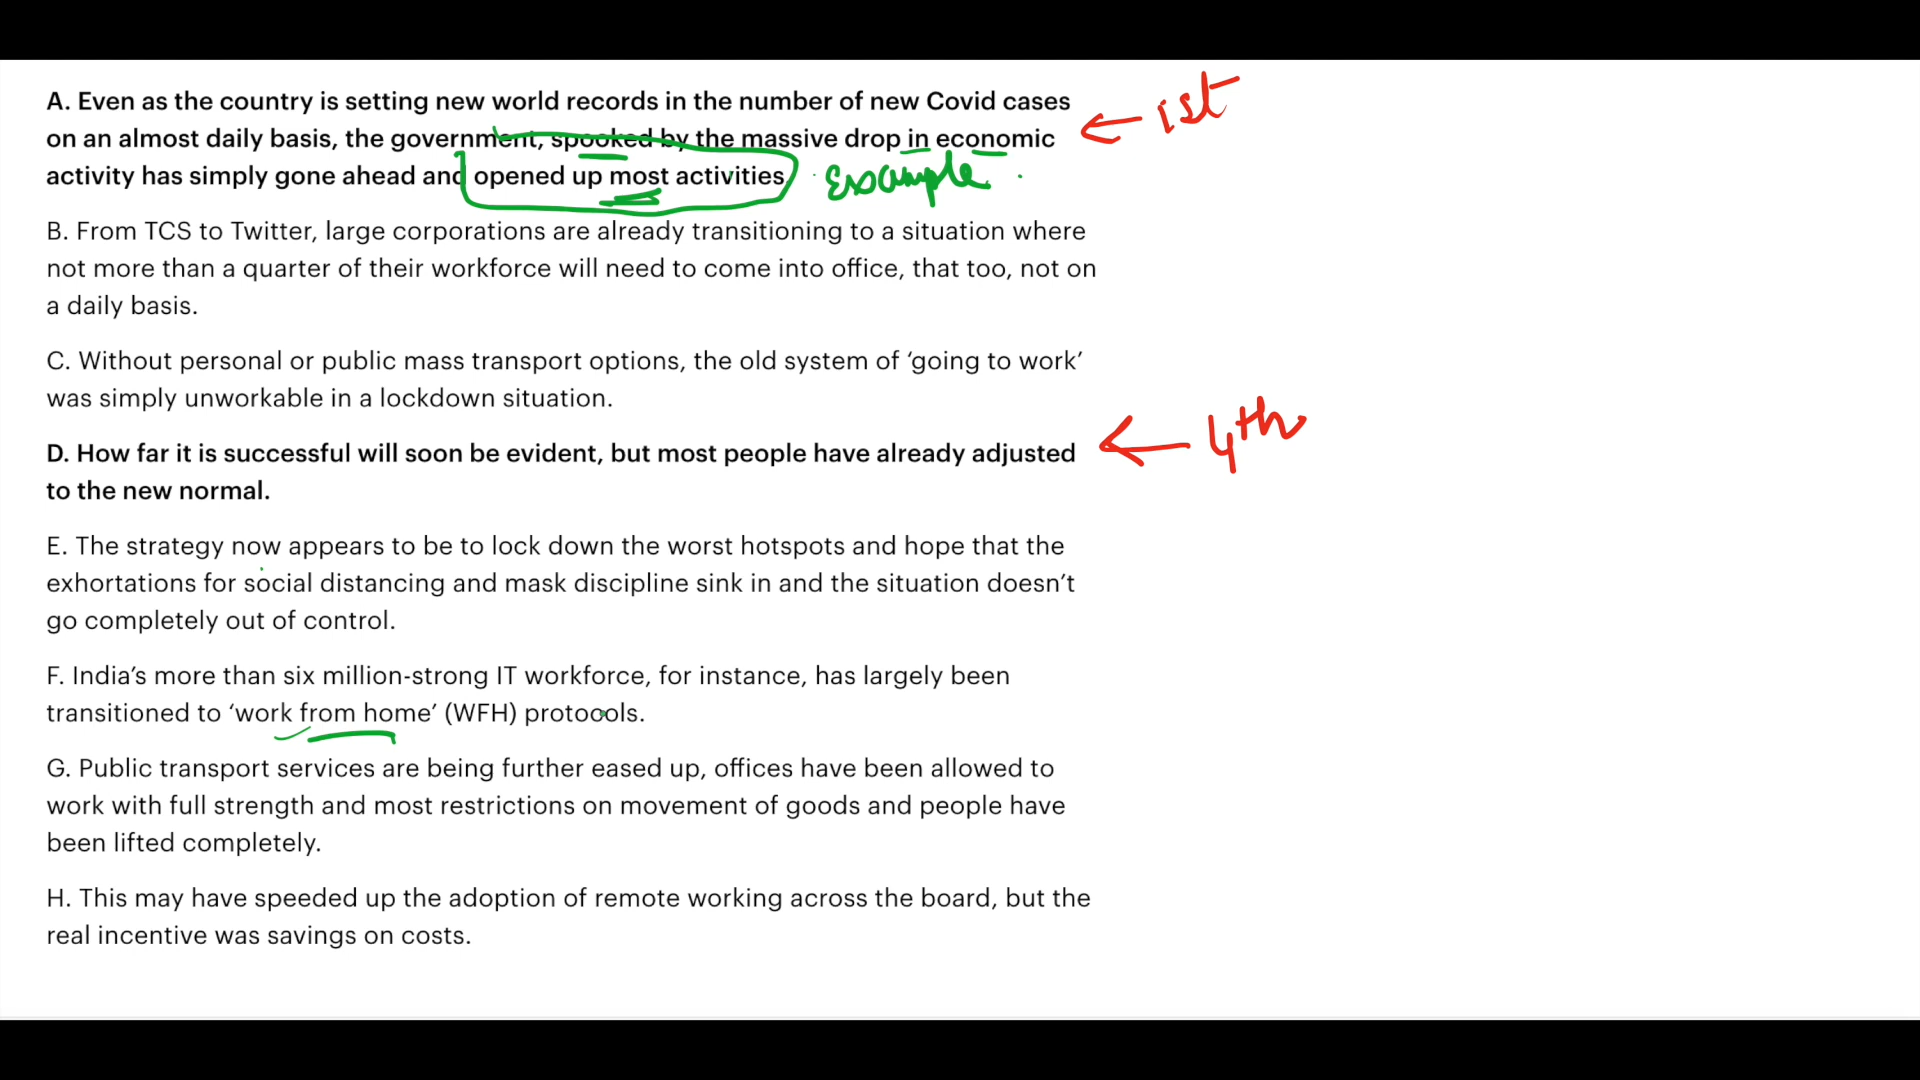 A. Even as the country is setting new world records in the number of new Covid cases
on an almost daily basis, the government, spooked by the massive drop in economic
activity has simply gone ahead and opened up most activities
← 1st
Example
B. From TCS to Twitter, large corporations are already transitioning to a situation where
not more than a quarter of their workforce will need to come into office, that too, not on
a daily basis.
C. Without personal or public mass transport options, the old system of ‘going to work’
was simply unworkable in a lockdown situation.
D. How far it is successful will soon be evident, but most people have already adjusted
to the new normal.
← 4th
E. The strategy now appears to be to lock down the worst hotspots and hope that the
exhortations for social distancing and mask discipline sink in and the situation doesn’t
go completely out of control.
F. India’s more than six million-strong IT workforce, for instance, has largely been
transitioned to ‘work from home’ (WFH) protocols.
G. Public transport services are being further eased up, offices have been allowed to
work with full strength and most restrictions on movement of goods and people have
been lifted completely.
H. This may have speeded up the adoption of remote working across the board, but the
real incentive was savings on costs.